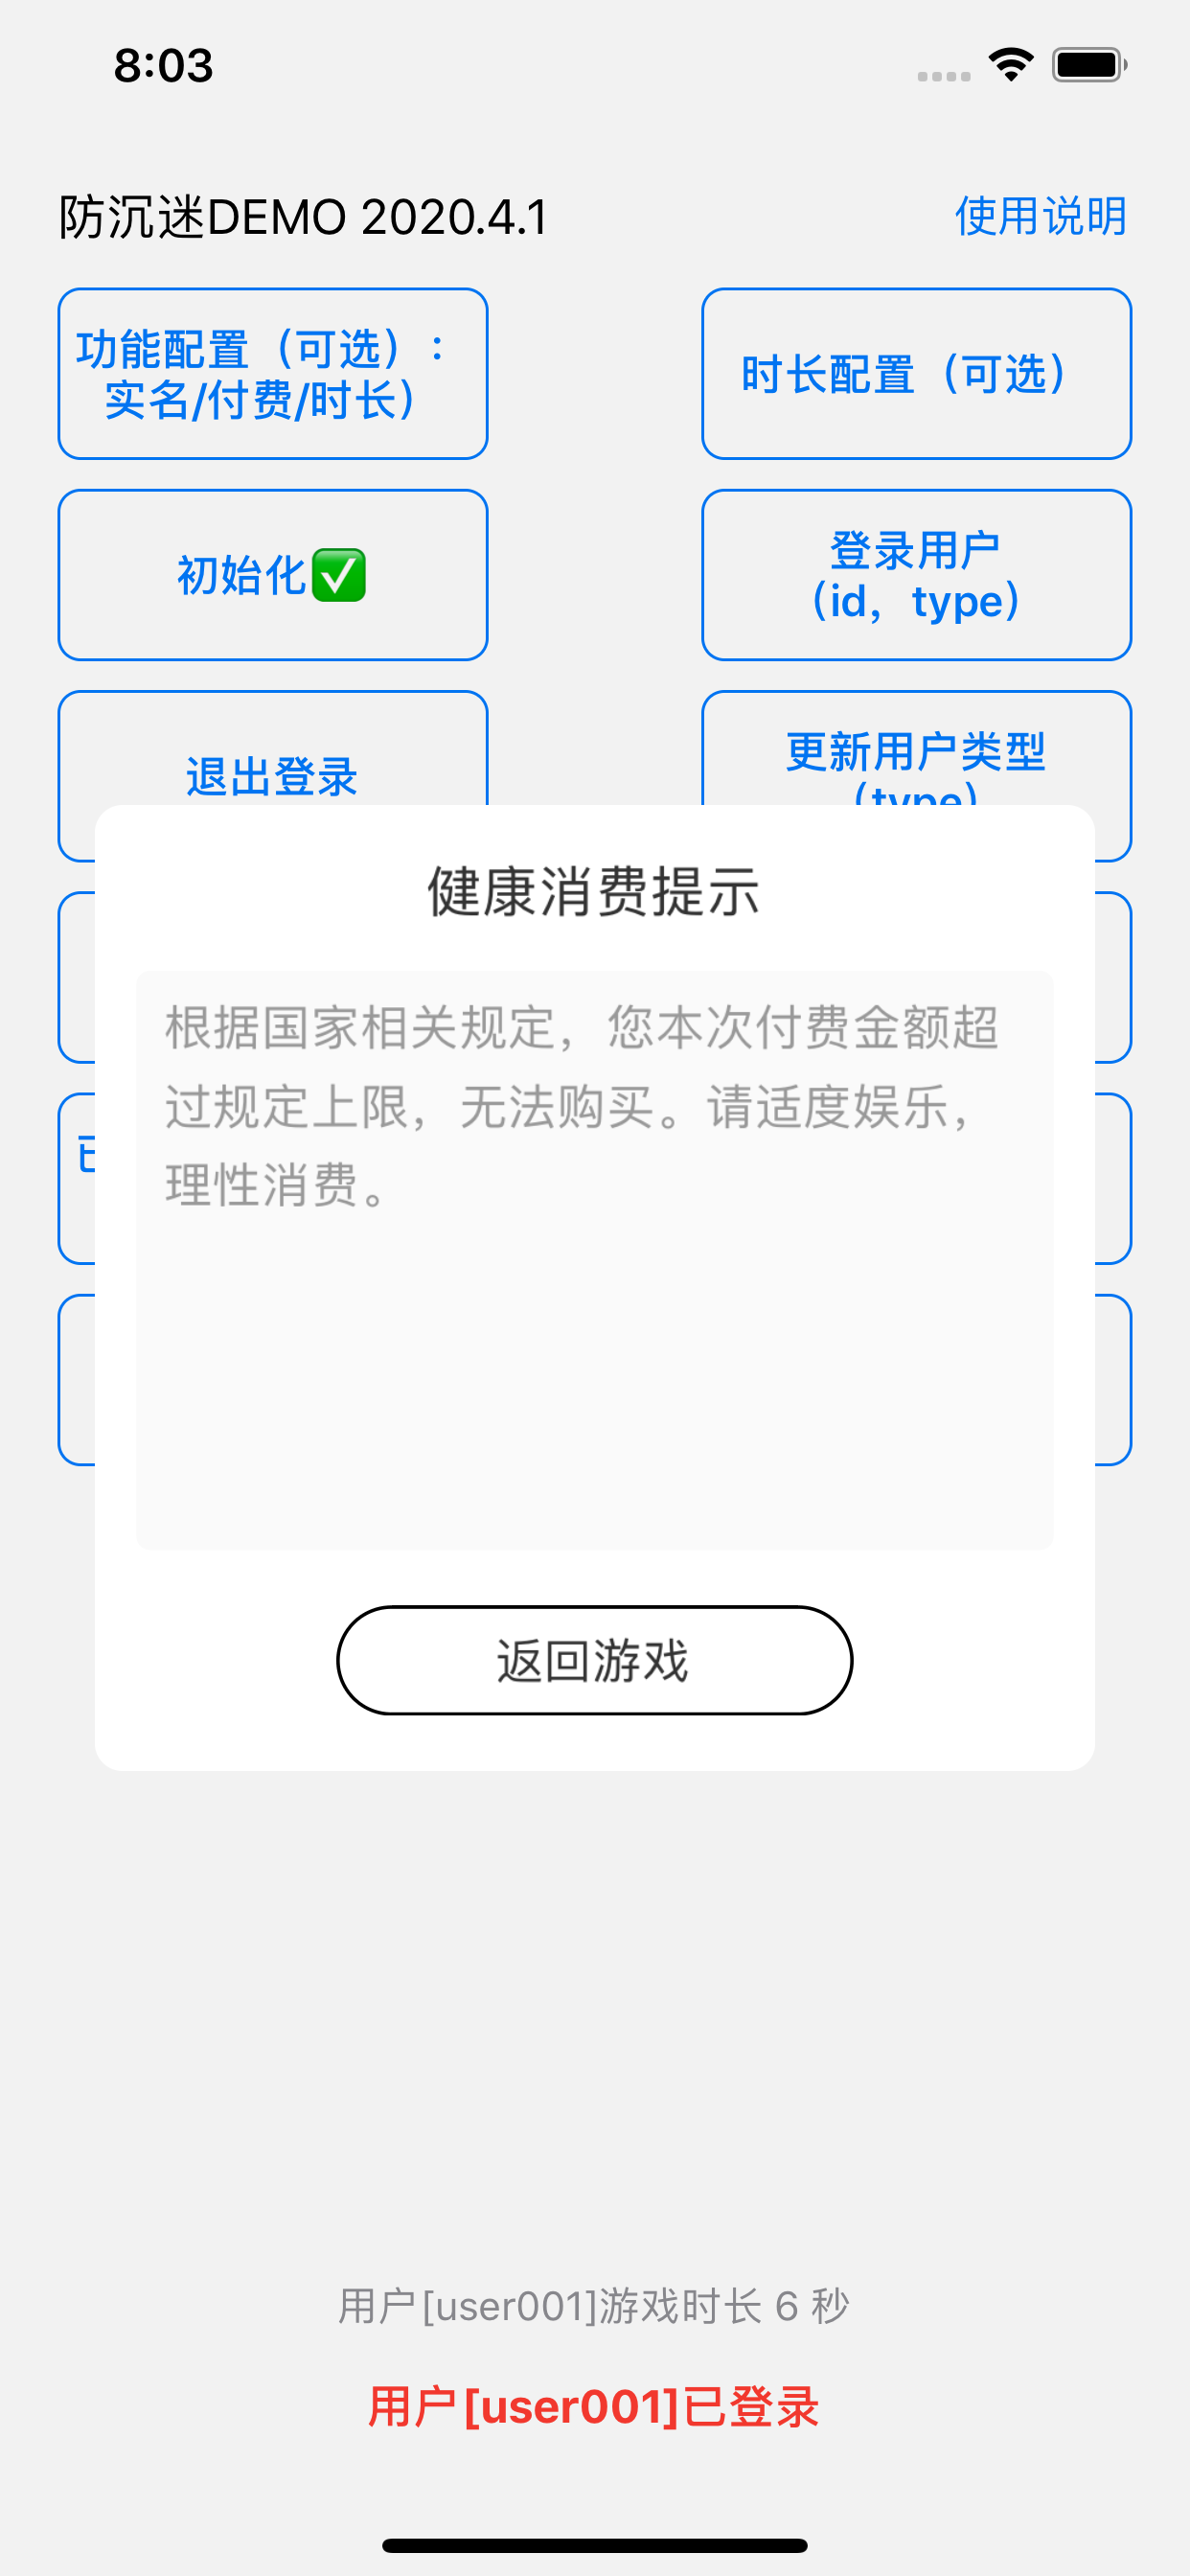 8:03
防沉迷DEMO 2020.4.1
使用说明
功能配置（可选）：
实名/付费/时长）
时长配置（可选）
初始化✅
登录用户
（id，type）
退出登录
更新用户类型
（type）
健康消费提示
根据国家相关规定，您本次付费金额超
过规定上限，无法购买。请适度娱乐，
理性消费。
返回游戏
用户[user001]游戏时长 6 秒
用户[user001]已登录